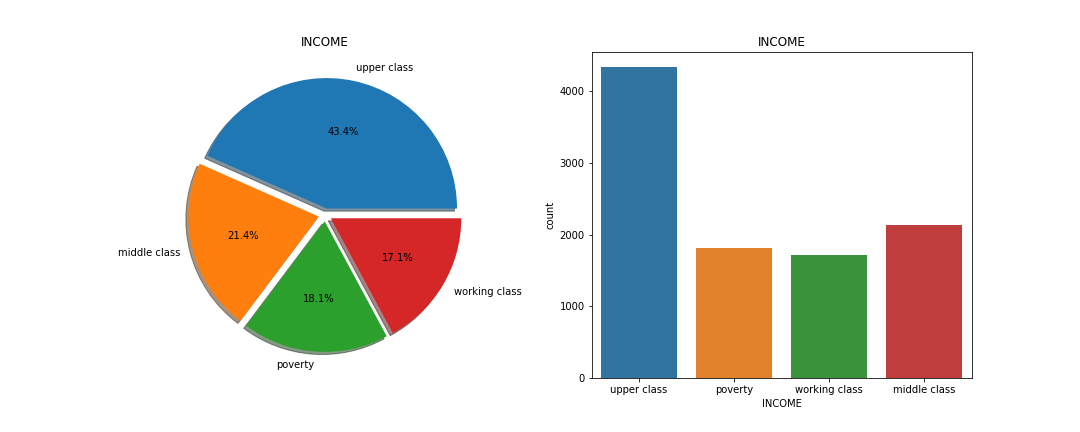 INCOME
upper class
43.4%
middle class
21.4%
poverty
18.1%
working class
17.1%
INCOME
count
4000
3000
2000
1000
0
upper class poverty working class middle class
INCOME